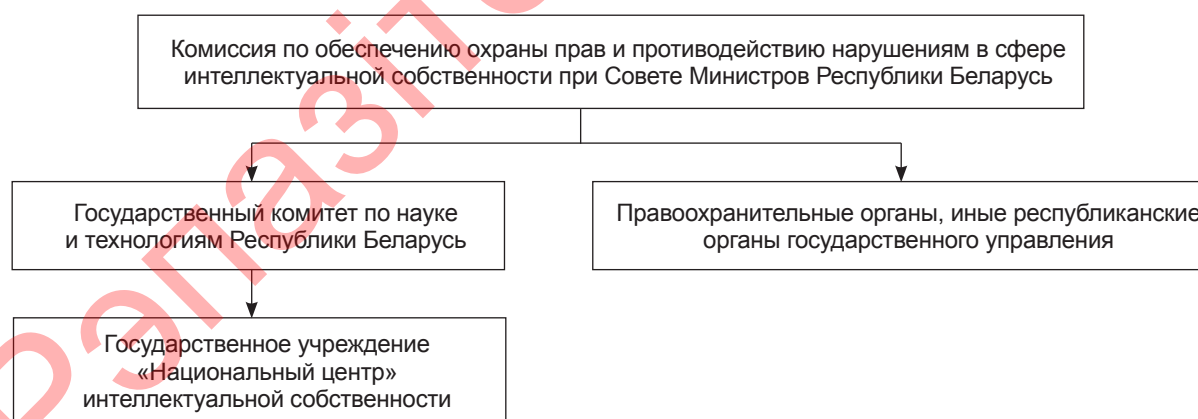 Комиссия по обеспечению охраны прав и противодействию нарушениям в сфере
интеллектуальной собственности при Совете Министров Республики Беларусь
Государственный комитет по науке
и технологиям Республики Беларусь
Правоохранительные органы, иные республиканские
органы государственного управления
Государственное учреждение
«Национальный центр»
интеллектуальной собственности
Рэпазіто